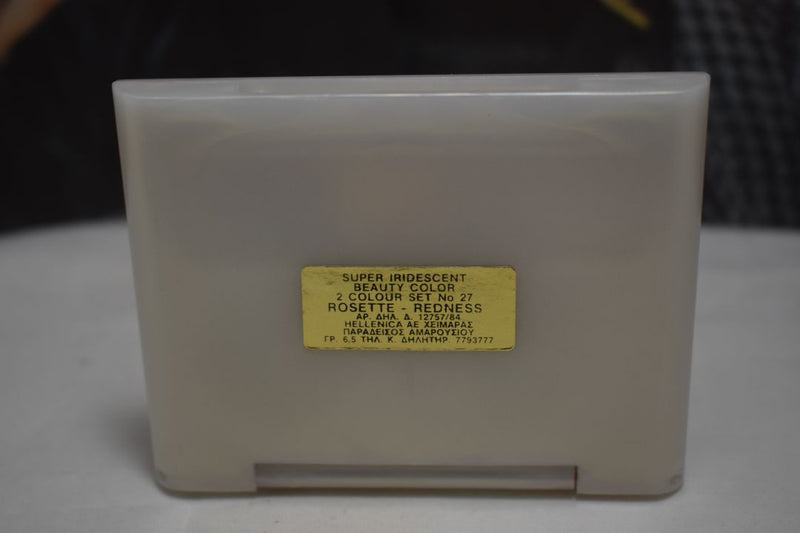 SUPER IRIDESCENT
BEAUTY COLOR
2 COLOUR SET No 27
ROSETTE - REDNESS
ΑΡ. ΔΗΛ. Δ. 12757/84
HELLENICA AE ΧΕΙΜΑΡΑΣ
ΠΑΡΑΔΕΙΣΟΣ ΑΜΑΡΟΥΣΙΟΥ
ΓΡ. 6,5 ΤΗΛ. Κ. ΔΗΛΗΤΗΡ. 7793777